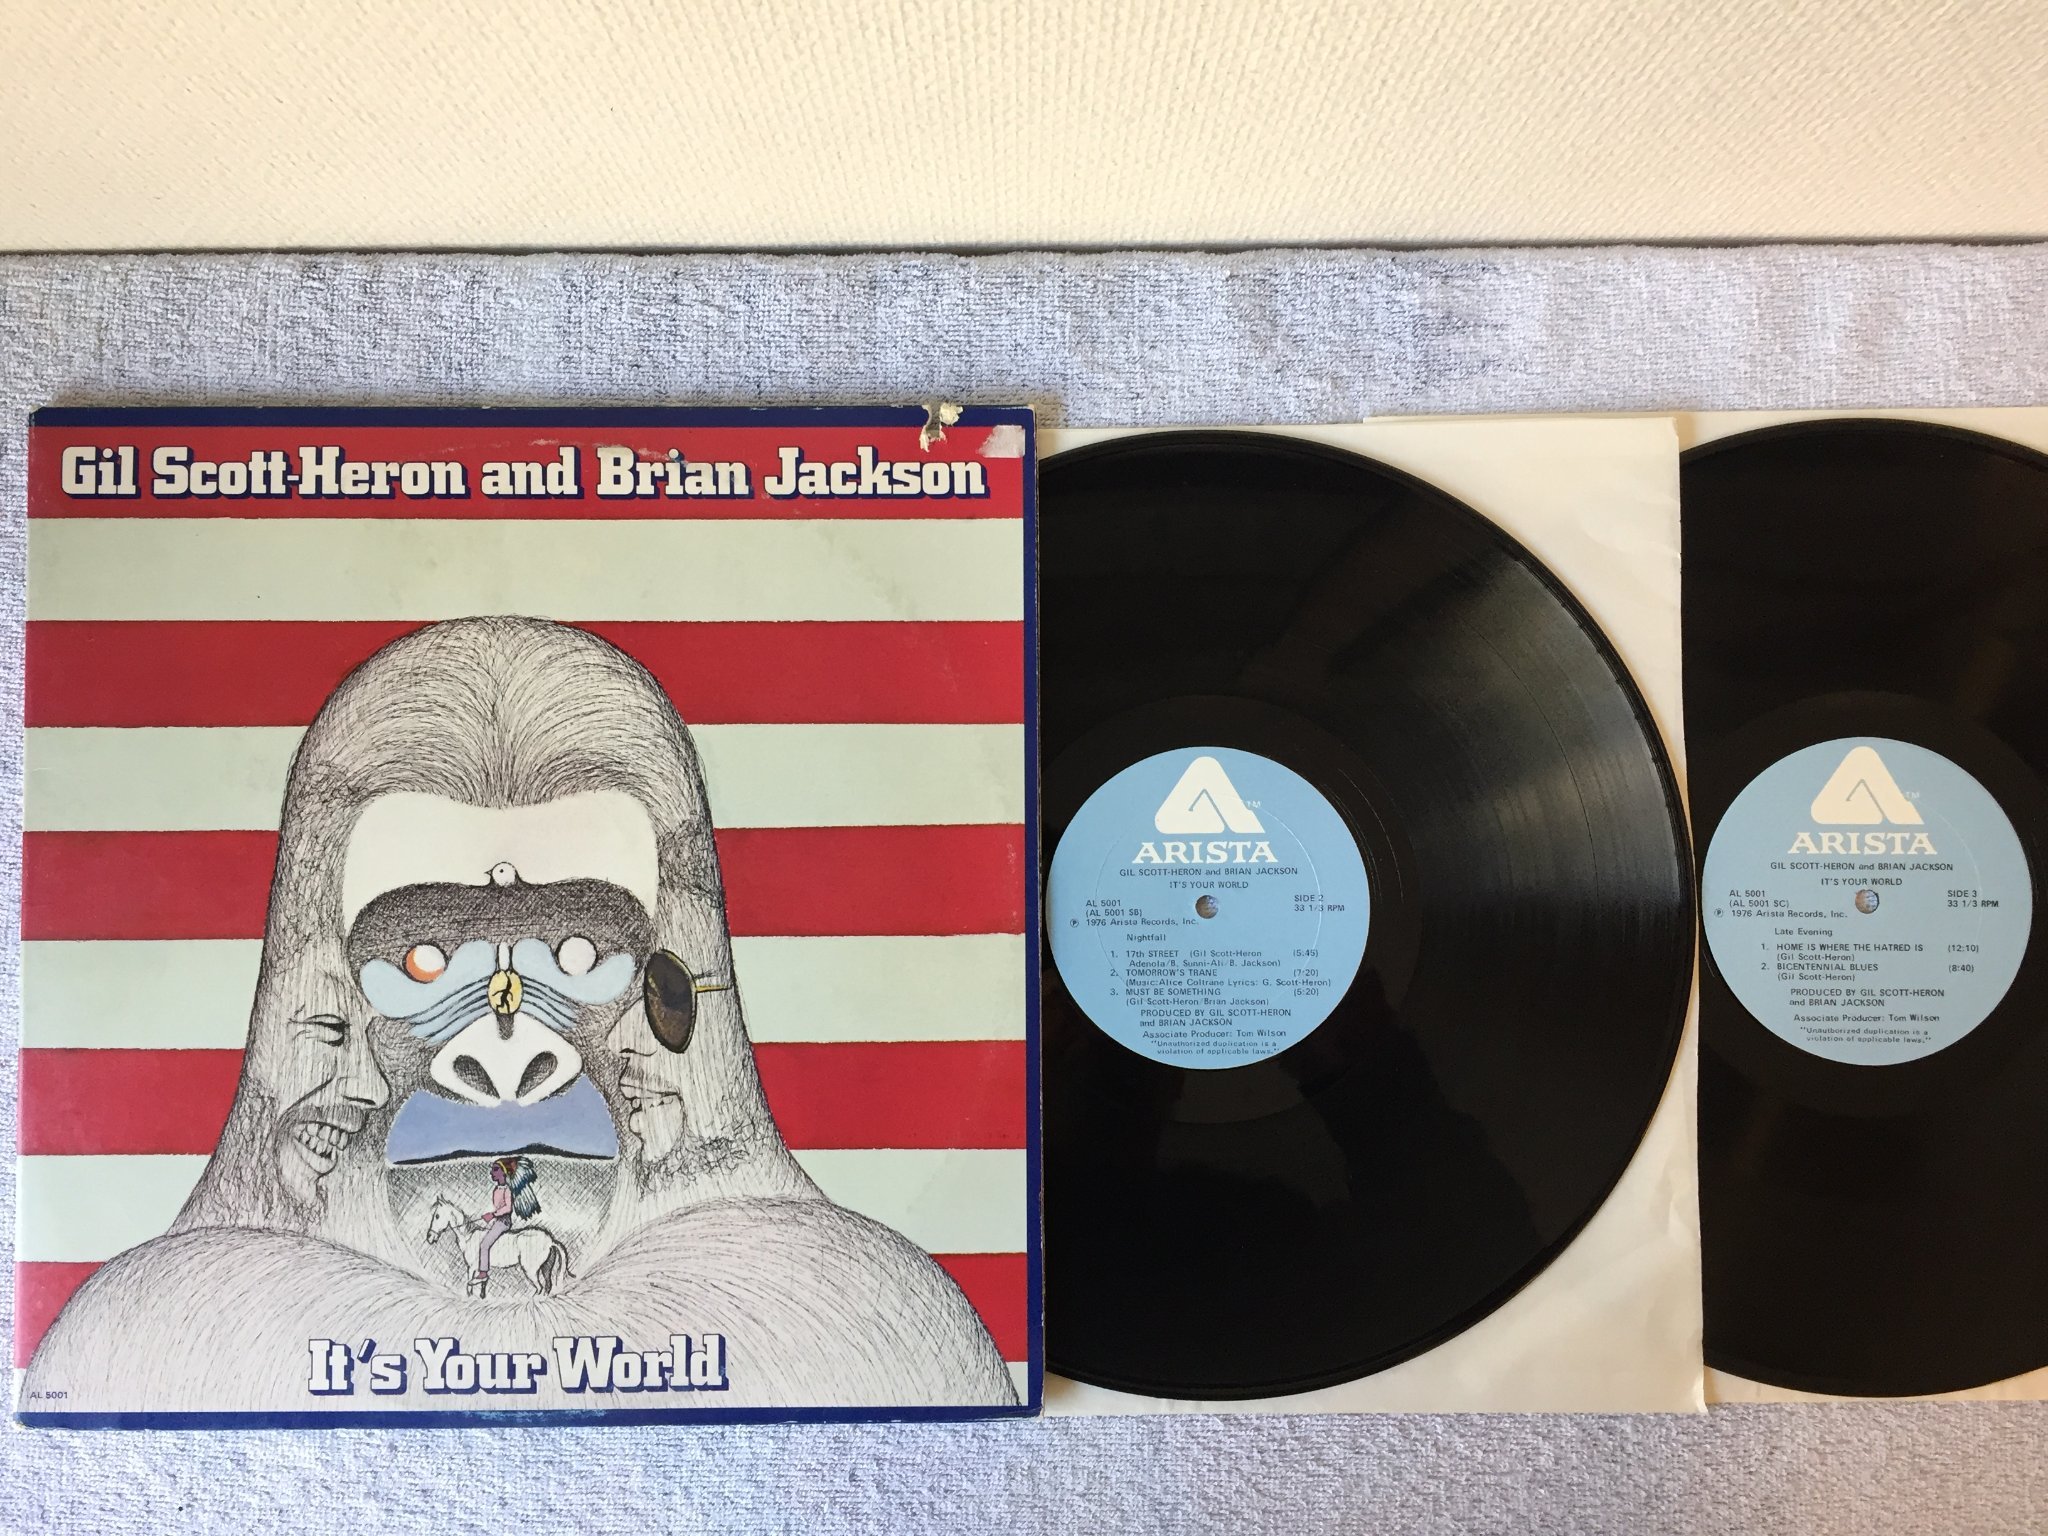 Gil Scott-Heron and Brian Jackson
It's Your World
AL 5001
TM
ARISTA
GIL SCOTT-HERON and BRIAN JACKSON
IT'S YOUR WORLD
AL 5001
(AL 5001 SB)
℗ 1976 Arista Records, Inc.
SIDE 2
33 1/3 RPM
Nightfall
1. 17th STREET (Gil Scott-Heron (5:45)
Adenola/B. Sunni-Ali/B. Jackson)
2. TOMORROW'S TRANE (7:20)
(Music:Alice Coltrane Lyrics: G. Scott-Heron)
3. MUST BE SOMETHING (5:20)
(Gil Scott-Heron/Brian Jackson)
PRODUCED BY GIL SCOTT-HERON
and BRIAN JACKSON
Associate Producer: Tom Wilson
"Unauthorized duplication is a
violation of applicable laws."
TM
ARISTA
GIL SCOTT-HERON and BRIAN JACKSON
IT'S YOUR WORLD
AL 5001
(AL 5001 SC)
℗ 1976 Arista Records, Inc.
SIDE 3
33 1/3 RPM
Late Evening
1. HOME IS WHERE THE HATRED IS (12:10)
(Gil Scott-Heron)
2. BICENTENNIAL BLUES (8:40)
(Gil Scott-Heron)
PRODUCED BY GIL SCOTT-HERON
and BRIAN JACKSON
Associate Producer: Tom Wilson
"Unauthorized duplication is a
violation of applicable laws."